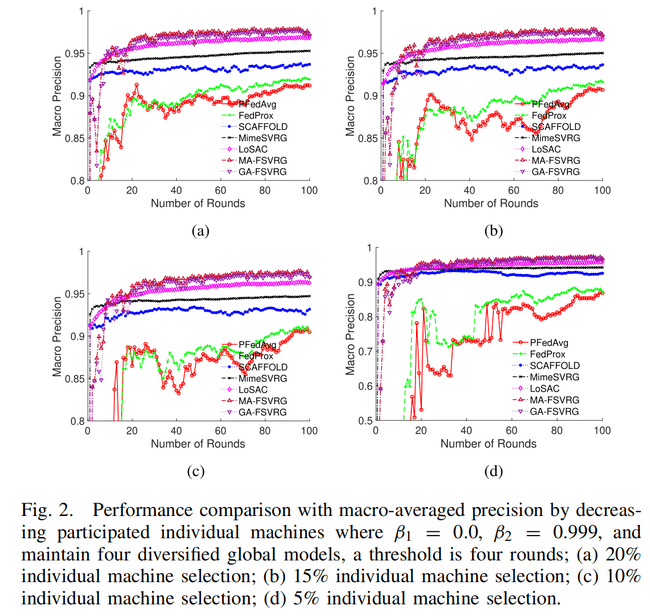 1
0.95
0.9
0.85
0.8
Macro Precision
0 20 40 60 80 100
Number of Rounds
PFedAvg
FedProx
SCAFFOLD
MimeSVRG
LoSAC
MA-FSVRG
GA-FSVRG
(a)
1
0.95
0.9
0.85
0.8
Macro Precision
0 20 40 60 80 100
Number of Rounds
PFedAvg
FedProx
SCAFFOLD
MimeSVRG
LoSAC
MA-FSVRG
GA-FSVRG
(b)
1
0.95
0.9
0.85
0.8
Macro Precision
0 20 40 60 80 100
Number of Rounds
PFedAvg
FedProx
SCAFFOLD
MimeSVRG
LoSAC
MA-FSVRG
GA-FSVRG
(c)
1
0.9
0.8
0.7
0.6
0.5
Macro Precision
0 20 40 60 80 100
Number of Rounds
PFedAvg
FedProx
SCAFFOLD
MimeSVRG
LoSAC
MA-FSVRG
GA-FSVRG
(d)
Fig. 2. Performance comparison with macro-averaged precision by decreas-
ing participated individual machines where β1 = 0.0, β2 = 0.999, and
maintain four diversified global models, a threshold is four rounds; (a) 20%
individual machine selection; (b) 15% individual machine selection; (c) 10%
individual machine selection; (d) 5% individual machine selection.